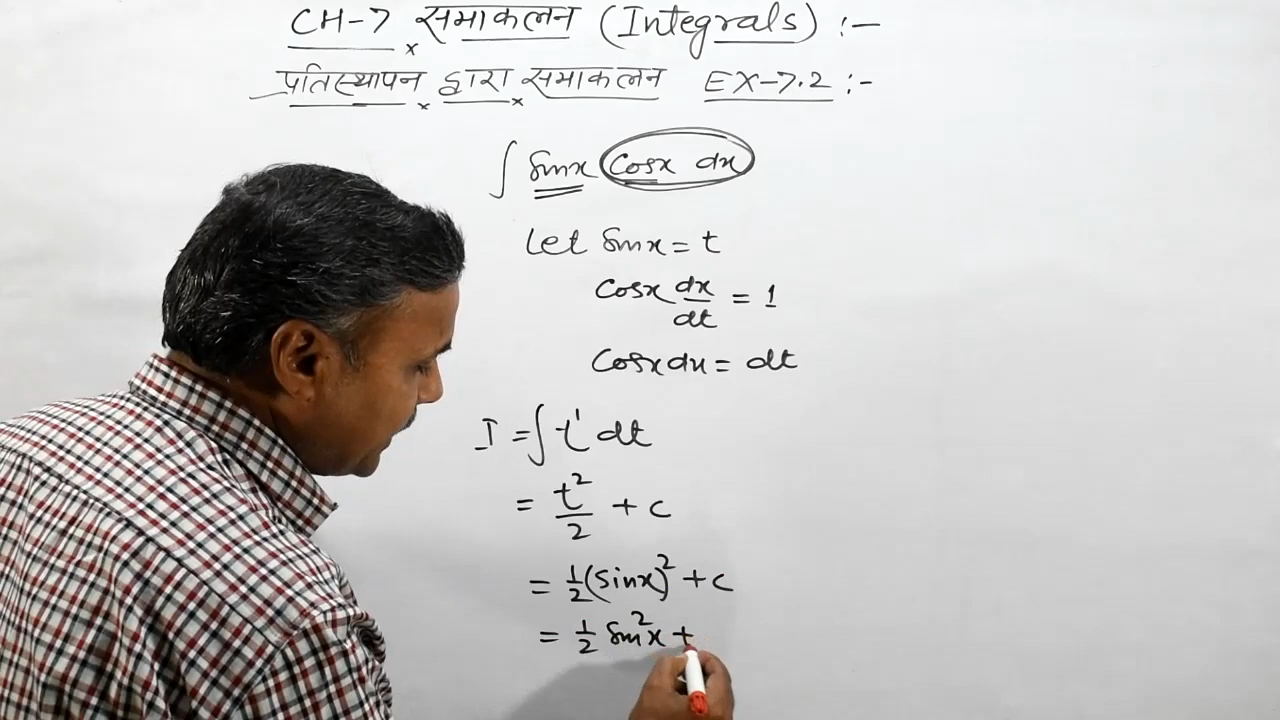 CH-7 समाकलन (Integrals) :-
प्रतिस्थापन द्वारा समाकलन EX-7.2 :-
∫ Sinx Cosx dx
Let Sinx = t
Cosx dx/dt = 1
Cosx dx = dt
I = ∫ t¹ dt
= t²/2 + c
= 1/2 (sinx)² + c
= 1/2 Sin²x +